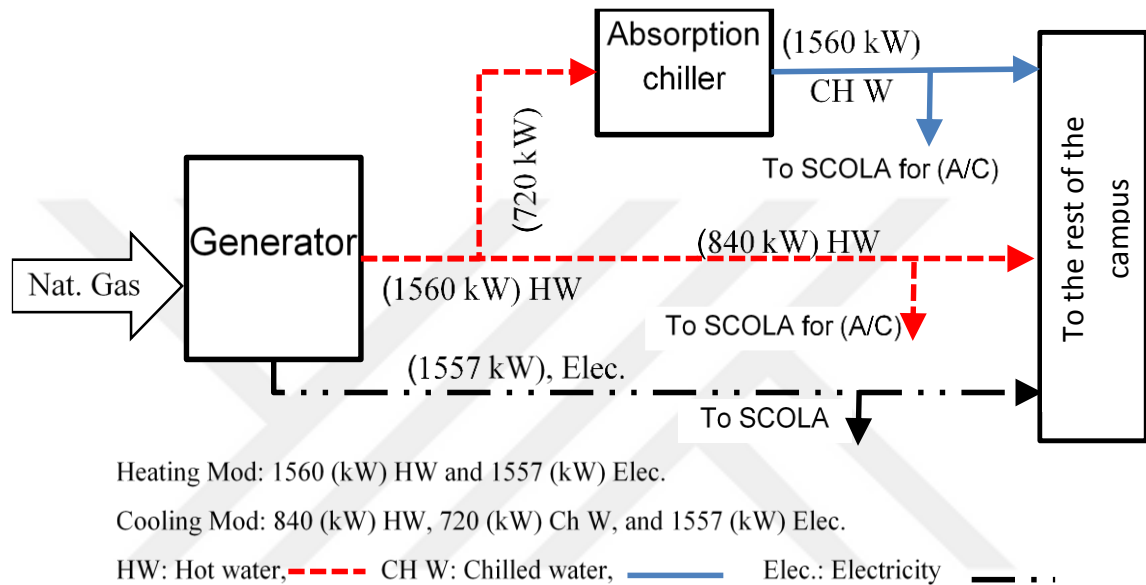 Absorption
chiller
(1560 kW)
CH W
To SCOLA for (A/C)
(720 kW)
Generator
Nat. Gas
(1560 kW) HW
(840 kW) HW
To SCOLA for (A/C)
(1557 kW), Elec.
To SCOLA
To the rest of the
campus
Heating Mod: 1560 (kW) HW and 1557 (kW) Elec.
Cooling Mod: 840 (kW) HW, 720 (kW) Ch W, and 1557 (kW) Elec.
HW: Hot water, CH W: Chilled water, Elec.: Electricity